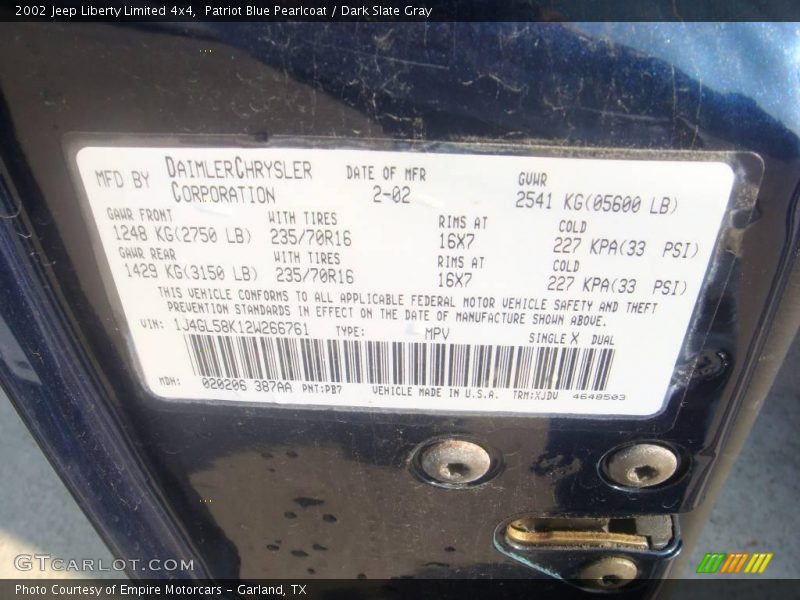 2002 Jeep Liberty Limited 4x4,  Patriot Blue Pearlcoat / Dark Slate Gray
MFD BY DAIMLERCHRYSLER CORPORATION DATE OF MFR 2-02 GVWR 2541 KG(05600 LB)
GAWR FRONT WITH TIRES RIMS AT COLD
1248 KG(2750 LB) 235/70R16 16X7 227 KPA(33 PSI)
GAWR REAR WITH TIRES RIMS AT COLD
1429 KG(3150 LB) 235/70R16 16X7 227 KPA(33 PSI)
THIS VEHICLE CONFORMS TO ALL APPLICABLE FEDERAL MOTOR VEHICLE SAFETY AND THEFT
PREVENTION STANDARDS IN EFFECT ON THE DATE OF MANUFACTURE SHOWN ABOVE.
VIN: 1J4GL58K12W266761 TYPE: MPV SINGLE X DUAL
MDH: 020206 387AA PNT:PB7 VEHICLE MADE IN U.S.A. TRM:XJDV 4648503
GTCarLot.com
Photo Courtesy of Empire Motorcars – Garland, TX